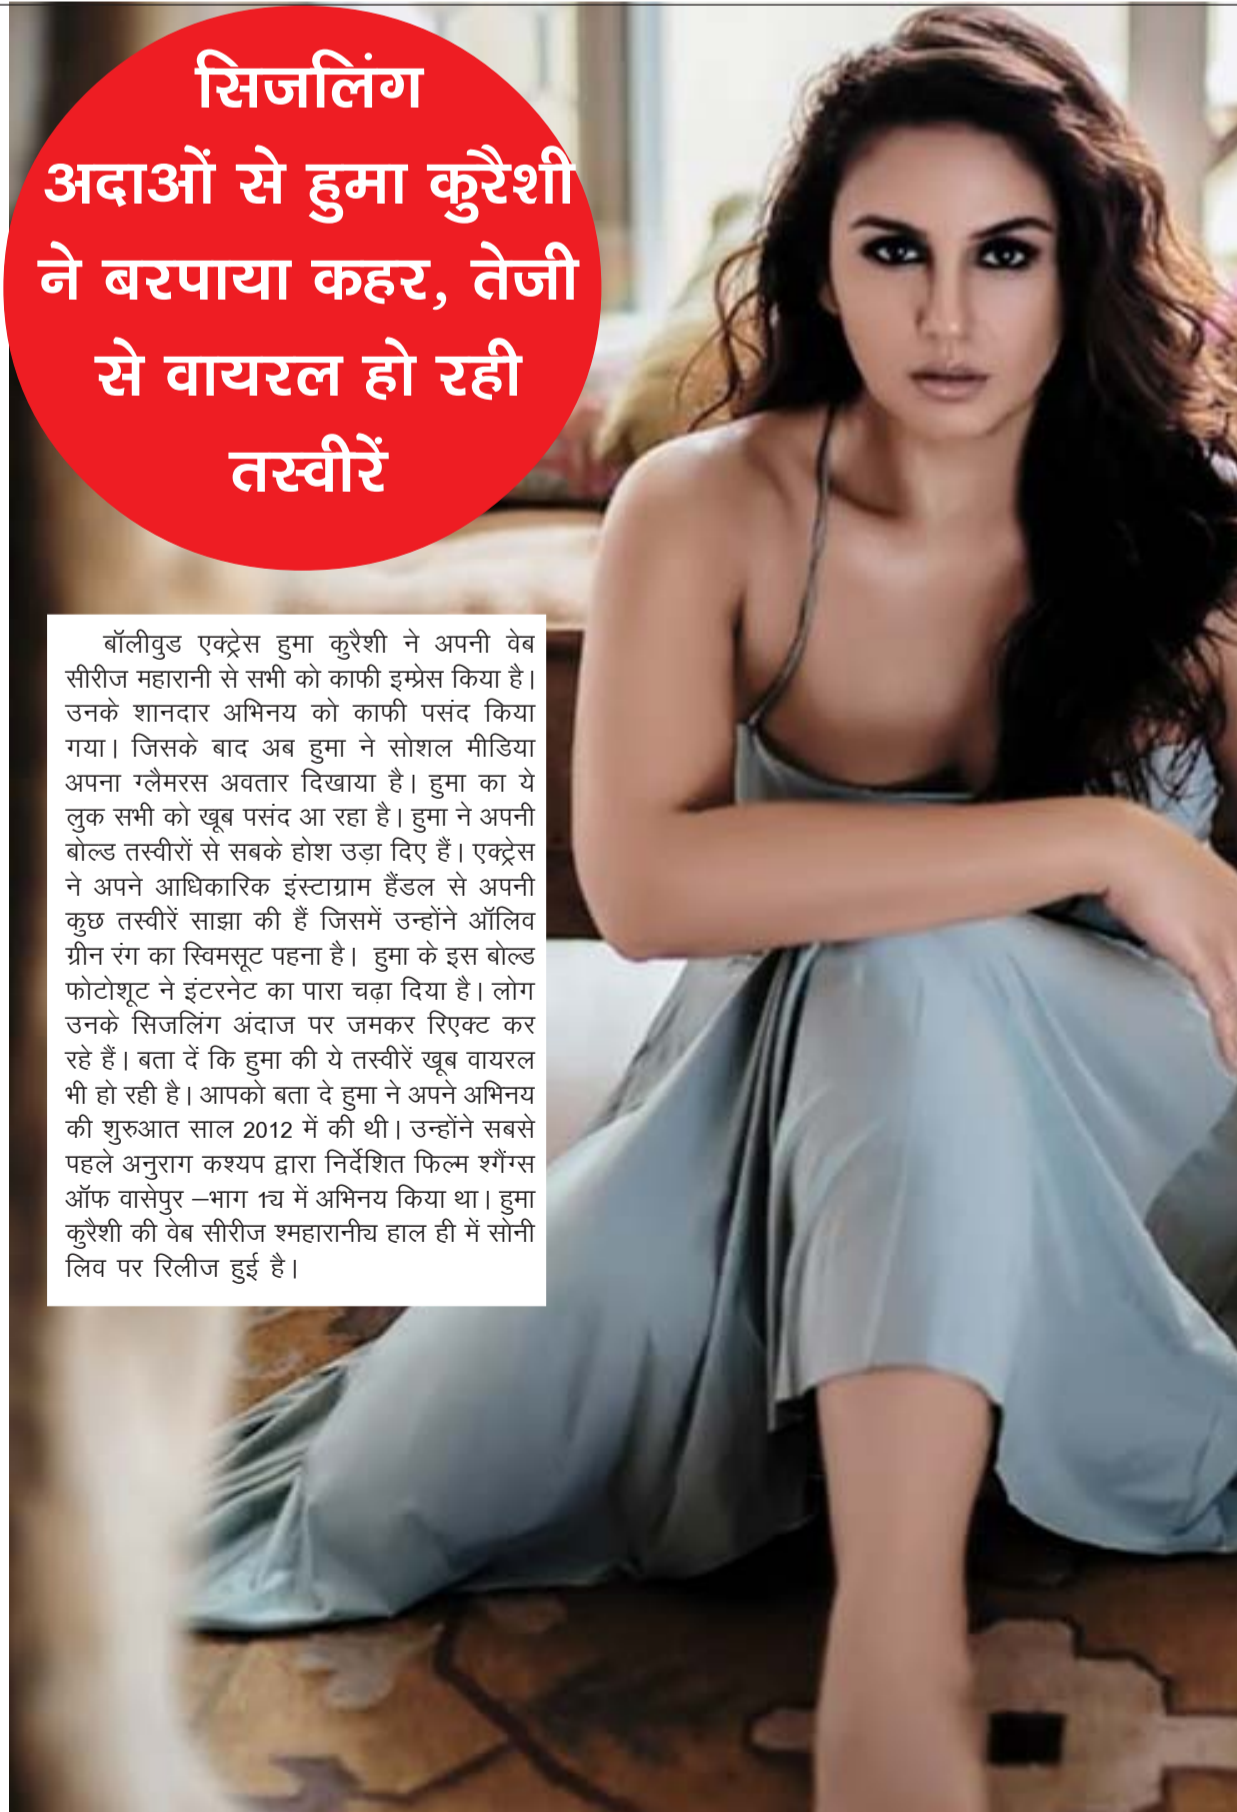 सिजलिंग
अदाओं से हुमा कुरैशी
ने बरपाया कहर, तेजी
से वायरल हो रही
तस्वीरें
बॉलीवुड एक्ट्रेस हुमा कुरैशी ने अपनी वेब
सीरीज महारानी से सभी को काफी इम्प्रेस किया है।
उनके शानदार अभिनय को काफी पसंद किया
गया। जिसके बाद अब हुमा ने सोशल मीडिया
अपना ग्लैमरस अवतार दिखाया है। हुमा का ये
लुक सभी को खूब पसंद आ रहा है। हुमा ने अपनी
बोल्ड तस्वीरों से सबके होश उड़ा दिए हैं। एक्ट्रेस
ने अपने आधिकारिक इंस्टाग्राम हैंडल से अपनी
कुछ तस्वीरें साझा की हैं जिसमें उन्होंने ऑलिव
ग्रीन रंग का स्विमसूट पहना है। हुमा के इस बोल्ड
फोटोशूट ने इंटरनेट का पारा चढ़ा दिया है। लोग
उनके सिजलिंग अंदाज पर जमकर रिएक्ट कर
रहे हैं। बता दें कि हुमा की ये तस्वीरें खूब वायरल
भी हो रही है। आपको बता दे हुमा ने अपने अभिनय
की शुरुआत साल 2012 में की थी। उन्होंने सबसे
पहले अनुराग कश्यप द्वारा निर्देशित फिल्म श्गैंग्स
ऑफ वासेपुर –भाग 1च्य में अभिनय किया था। हुमा
कुरैशी की वेब सीरीज श्महारानीच्य हाल ही में सोनी
लिव पर रिलीज हुई है।